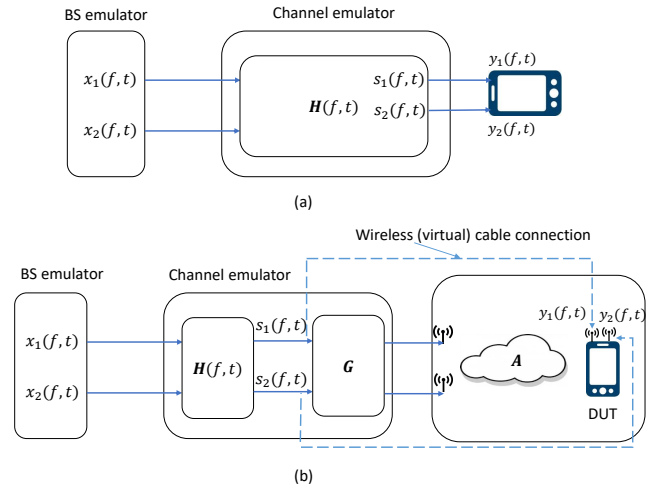 BS emulator
Channel emulator
x₁(f,t)
x₂(f,t)
H(f,t)
s₁(f,t)
s₂(f,t)
y₁(f,t)
y₂(f,t)
(a)
Wireless (virtual) cable connection
BS emulator
Channel emulator
x₁(f,t)
x₂(f,t)
H(f,t)
s₁(f,t)
s₂(f,t)
G
A
y₁(f,t) y₂(f,t)
DUT
(b)